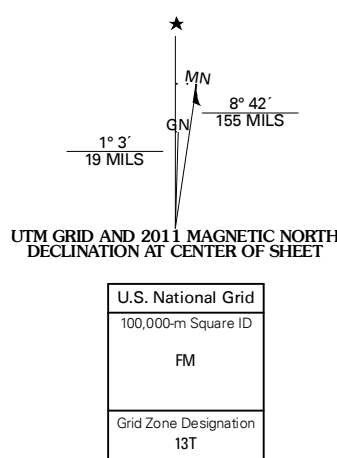 ★
MN
8° 42´
155 MILS
GN
1° 3´
19 MILS
UTM GRID AND 2011 MAGNETIC NORTH
DECLINATION AT CENTER OF SHEET
U.S. National Grid
100,000-m Square ID
FM
Grid Zone Designation
13T